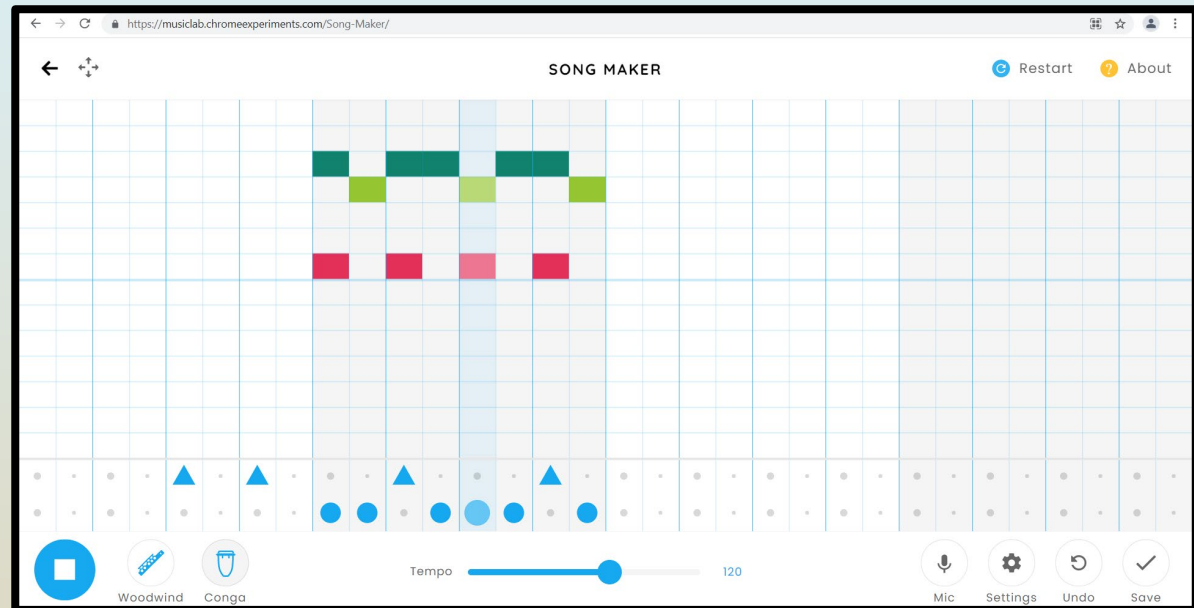 https://musiclab.chromeexperiments.com/Song-Maker/
SONG MAKER
Restart
? About
Tempo
120
Woodwind
Conga
Mic
Settings
Undo
Save